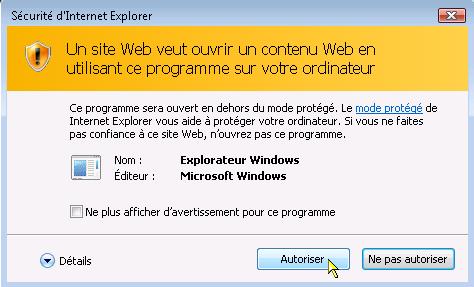 Sécurité d'Internet Explorer
Un site Web veut ouvrir un contenu Web en
utilisant ce programme sur votre ordinateur
Ce programme sera ouvert en dehors du mode protégé. Le mode protégé de
Internet Explorer vous aide à protéger votre ordinateur. Si vous ne faites
pas confiance à ce site Web, n'ouvrez pas ce programme.
Nom : Explorateur Windows
Éditeur : Microsoft Windows
Ne plus afficher d'avertissement pour ce programme
Détails Autoriser Ne pas autoriser